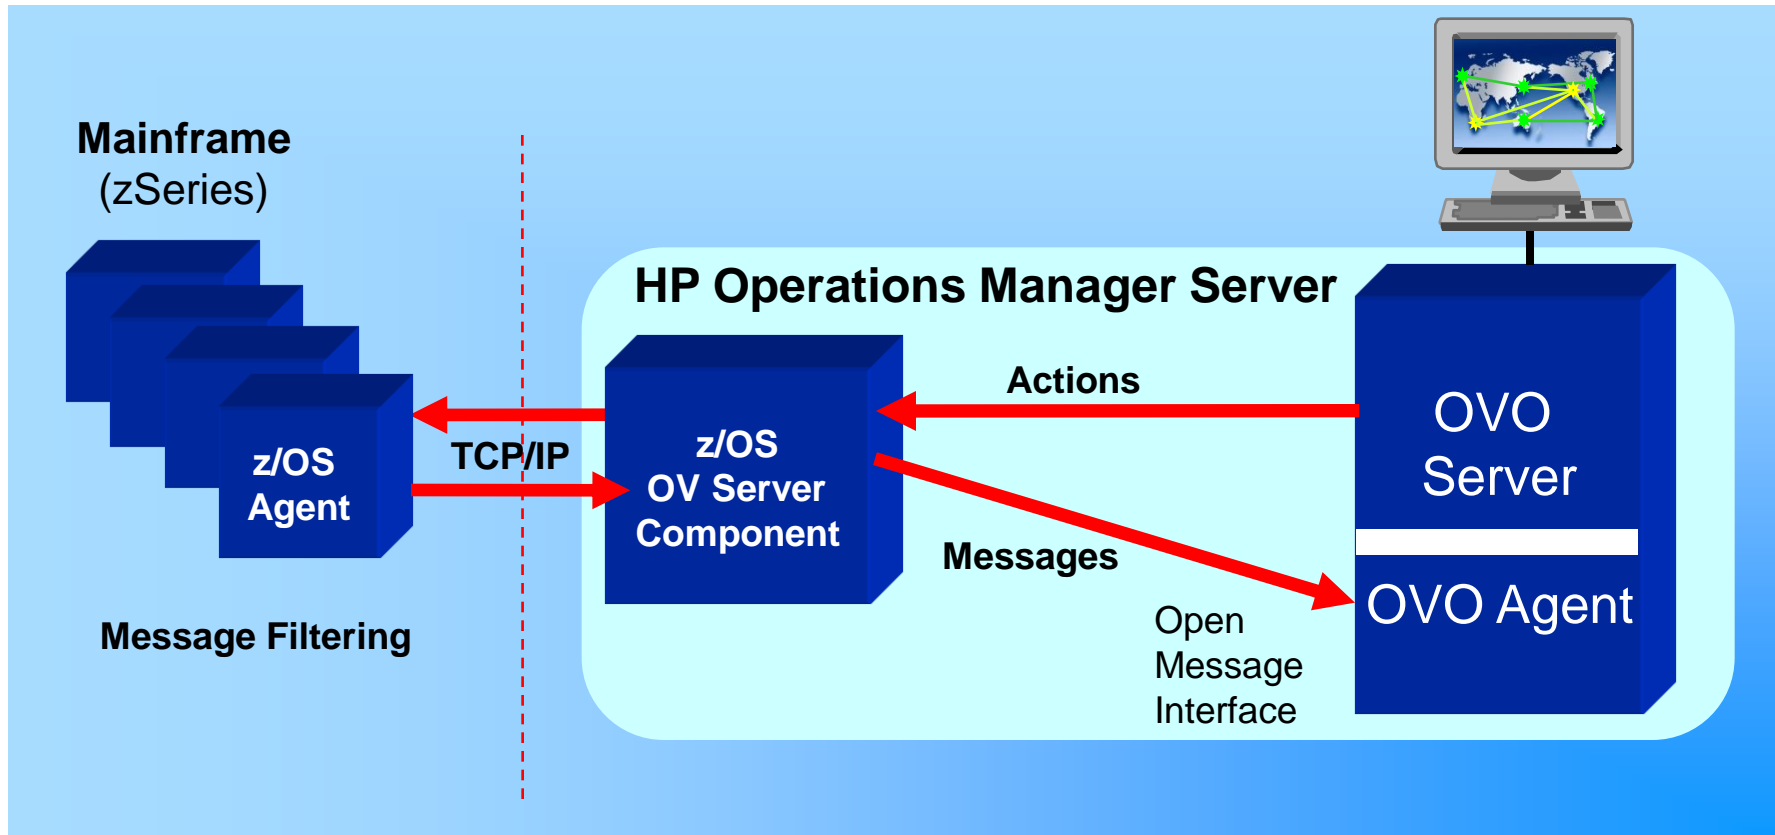 Mainframe
(zSeries)
HP Operations Manager Server
Actions
TCP/IP
z/OS
Agent
z/OS
OV Server
Component
OVO
Server
Messages
OVO Agent
Open
Message
Interface
Message Filtering